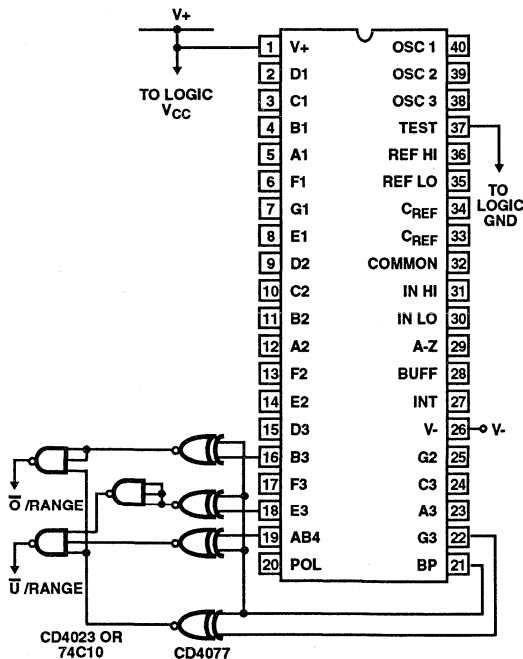 V+
TO LOGIC
VCC
1 V+ OSC 1 40
2 D1 OSC 2 39
3 C1 OSC 3 38
4 B1 TEST 37
5 A1 REF HI 36
6 F1 REF LO 35
7 G1 CREF 34
8 E1 CREF 33
9 D2 COMMON 32
10 C2 IN HI 31
11 B2 IN LO 30
12 A2 A-Z 29
13 F2 BUFF 28
14 E2 INT 27
15 D3 V- 26 V-
16 B3 G2 25
17 F3 C3 24
18 E3 A3 23
19 AB4 G3 22
20 POL BP 21
TO
LOGIC
GND
O̅ /RANGE
U̅ /RANGE
CD4023 OR
74C10
CD4077